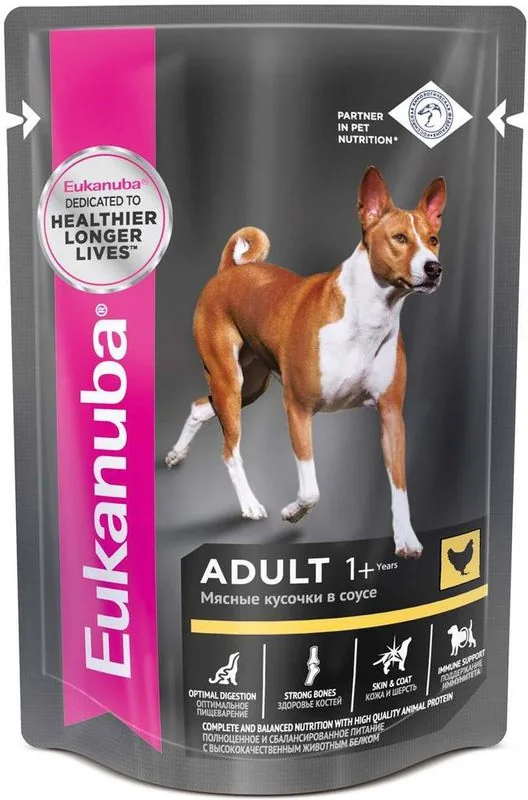 PARTNER
IN PET
NUTRITION*
Eukanuba®
DEDICATED TO
HEALTHIER
LONGER
LIVES™
Eukanuba®
ADULT 1+ Years
Мясные кусочки в соусе
OPTIMAL DIGESTION
ОПТИМАЛЬНОЕ
ПИЩЕВАРЕНИЕ
STRONG BONES
ЗДОРОВЬЕ КОСТЕЙ
SKIN & COAT
КОЖА И ШЕРСТЬ
IMMUNE SUPPORT
ПОДДЕРЖАНИЕ
ИММУНИТЕТА
COMPLETE AND BALANCED NUTRITION WITH HIGH QUALITY ANIMAL PROTEIN
ПОЛНОЦЕННОЕ И СБАЛАНСИРОВАННОЕ ПИТАНИЕ
С ВЫСОКОКАЧЕСТВЕННЫМ ЖИВОТНЫМ БЕЛКОМ